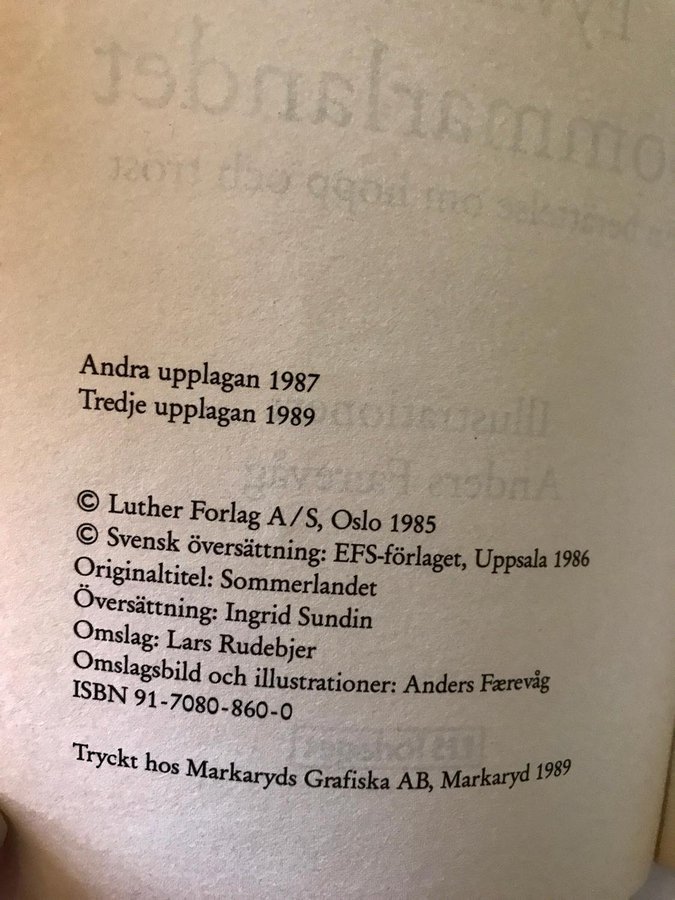 Andra upplagan 1987
Tredje upplagan 1989
© Luther Forlag A/S, Oslo 1985
© Svensk översättning: EFS-förlaget, Uppsala 1986
Originaltitel: Sommerlandet
Översättning: Ingrid Sundin
Omslag: Lars Rudebjer
Omslagsbild och illustrationer: Anders Færevåg
ISBN 91-7080-860-0
Tryckt hos Markaryds Grafiska AB, Markaryd 1989